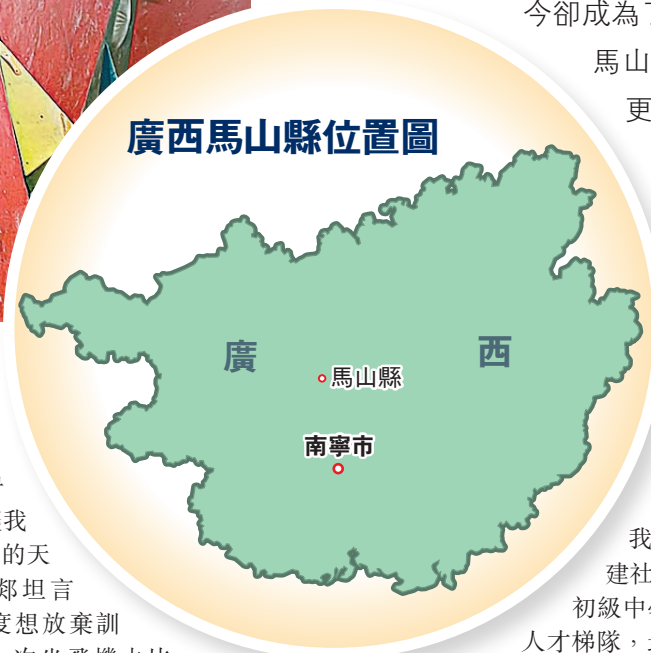 今卻成為
馬山
更
廣西馬山縣位置圖
廣
西
馬山縣
南寧市
我
的天
郊坦言
度想放棄訓
我
建社
初級中
人才梯隊，